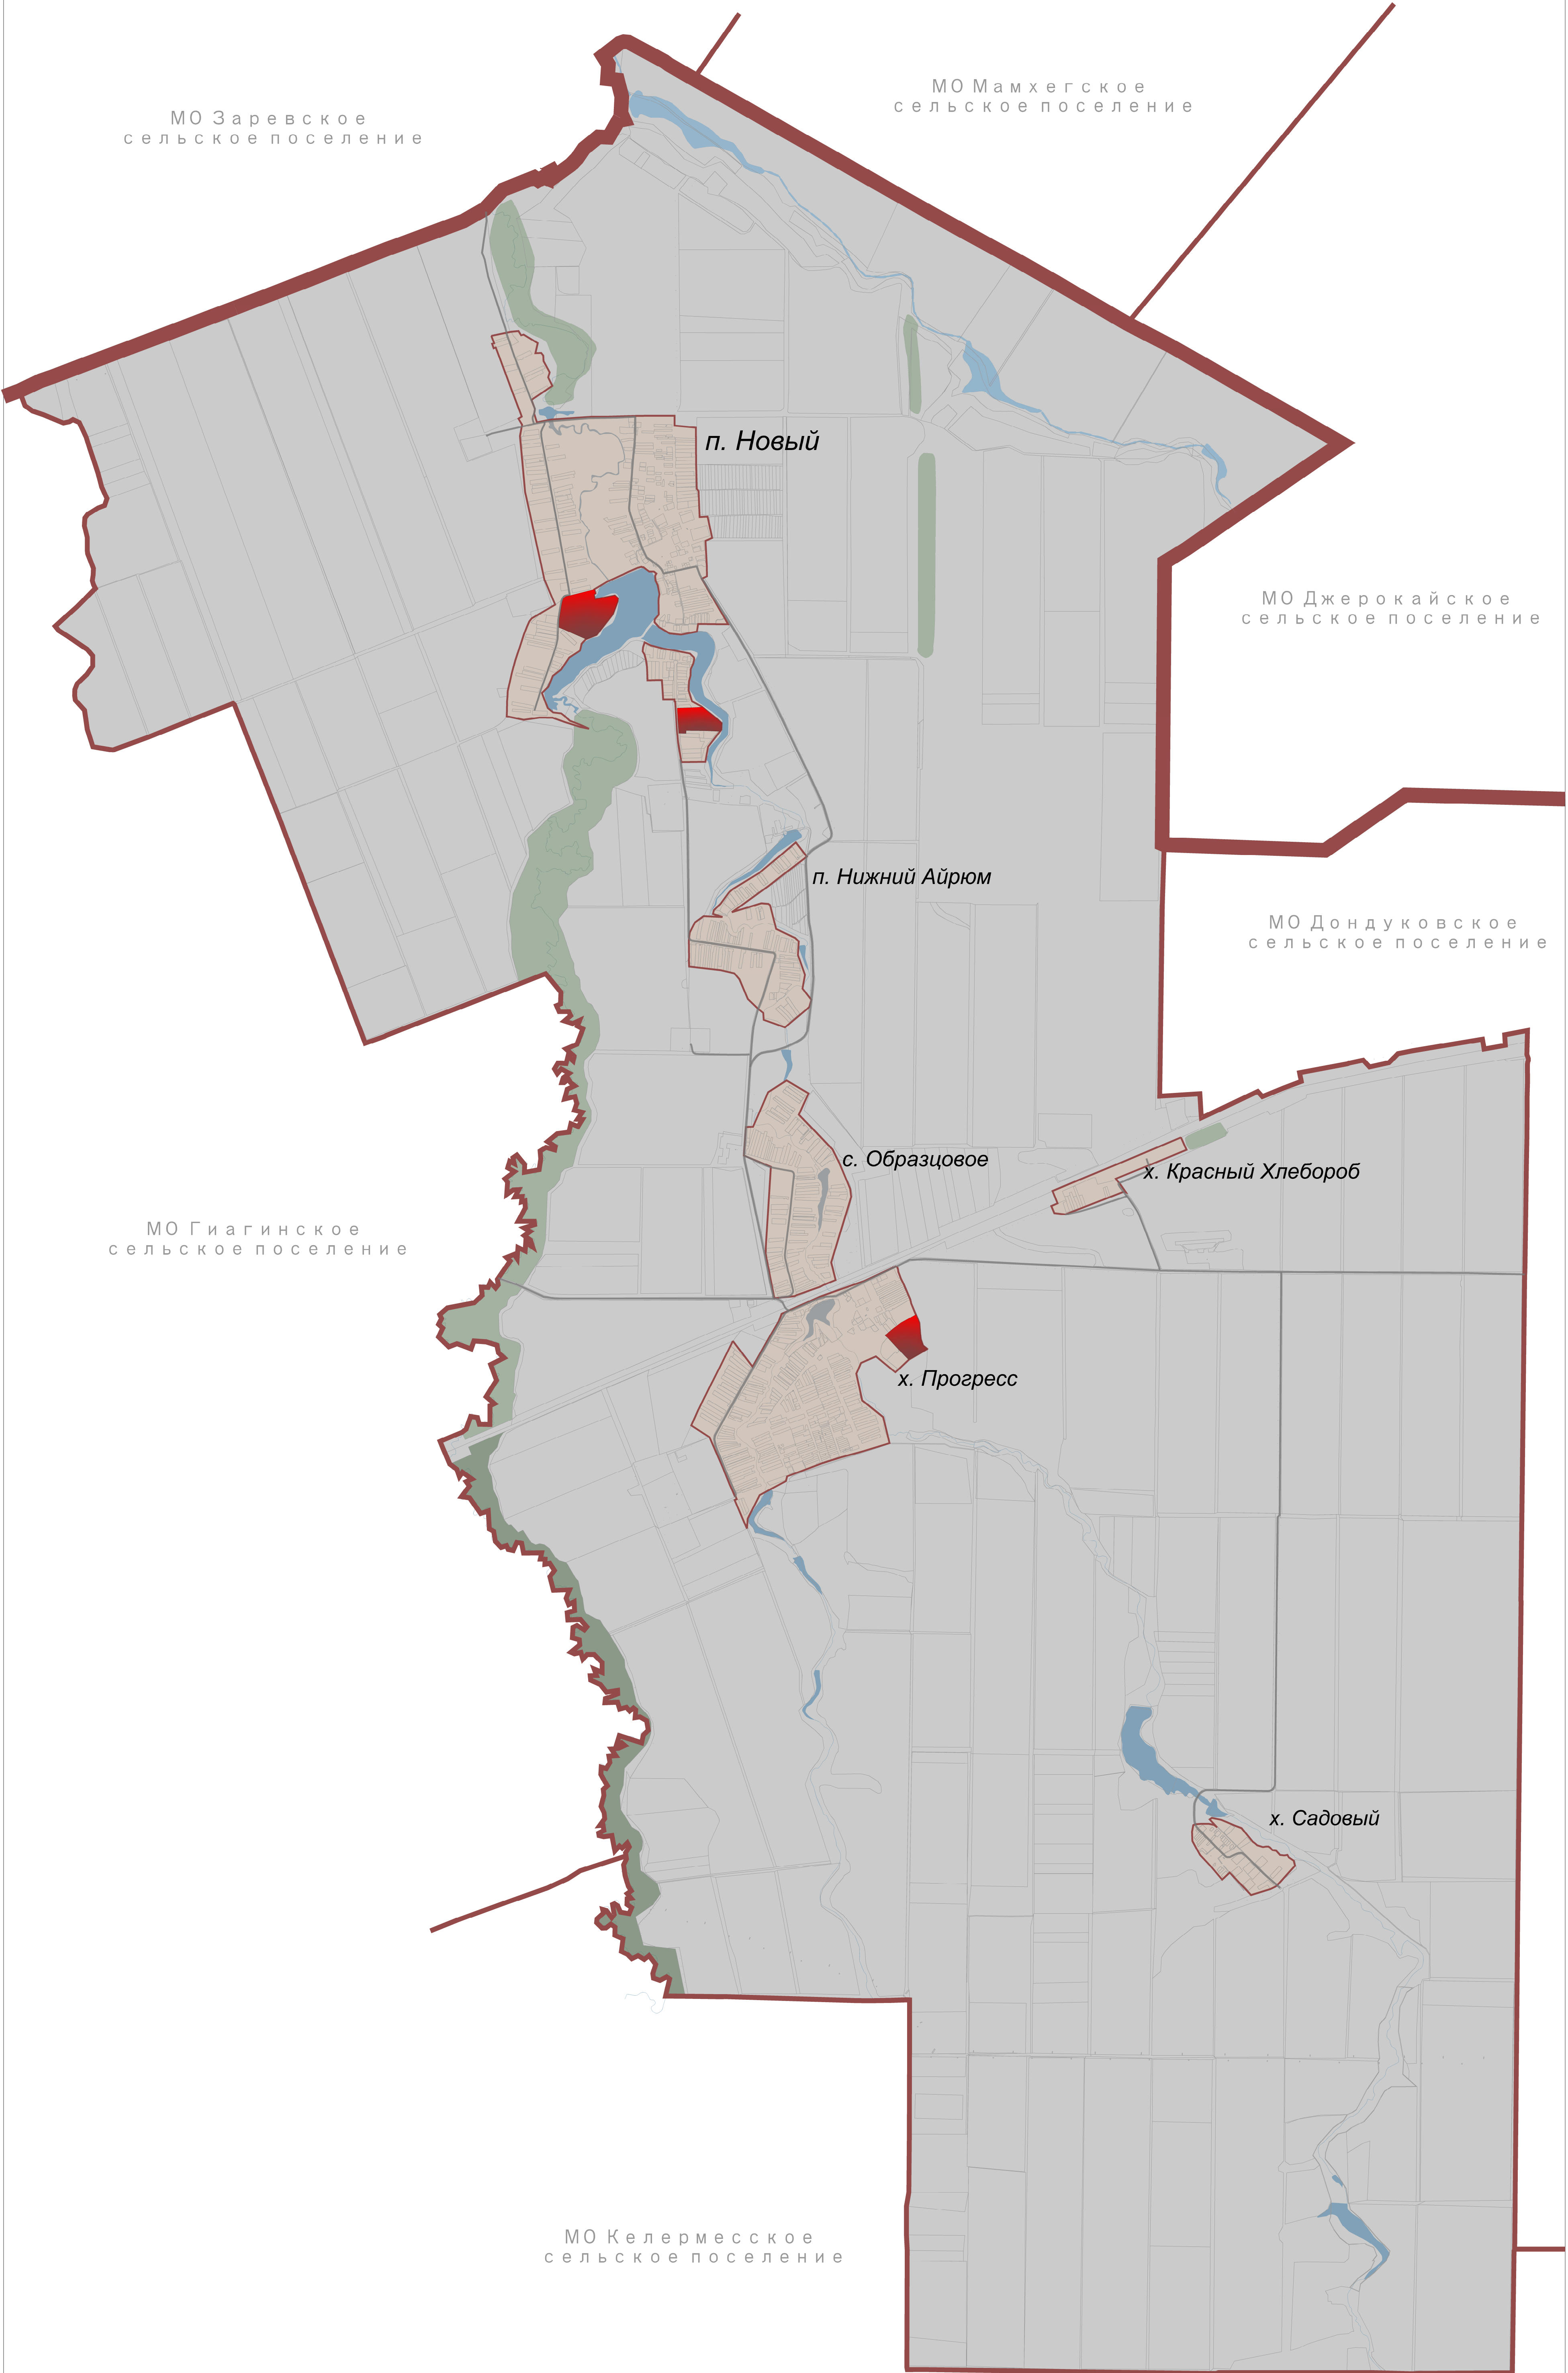 МО Мамхегское
сельское поселение
МО Заревское
сельское поселение
п. Новый
МО Джерокайское
сельское поселение
п. Нижний Айрюм
МО Дондуковское
сельское поселение
с. Образцовое
х. Красный Хлебороб
МО Гиагинское
сельское поселение
х. Прогресс
х. Садовый
МО Келермесское
сельское поселение